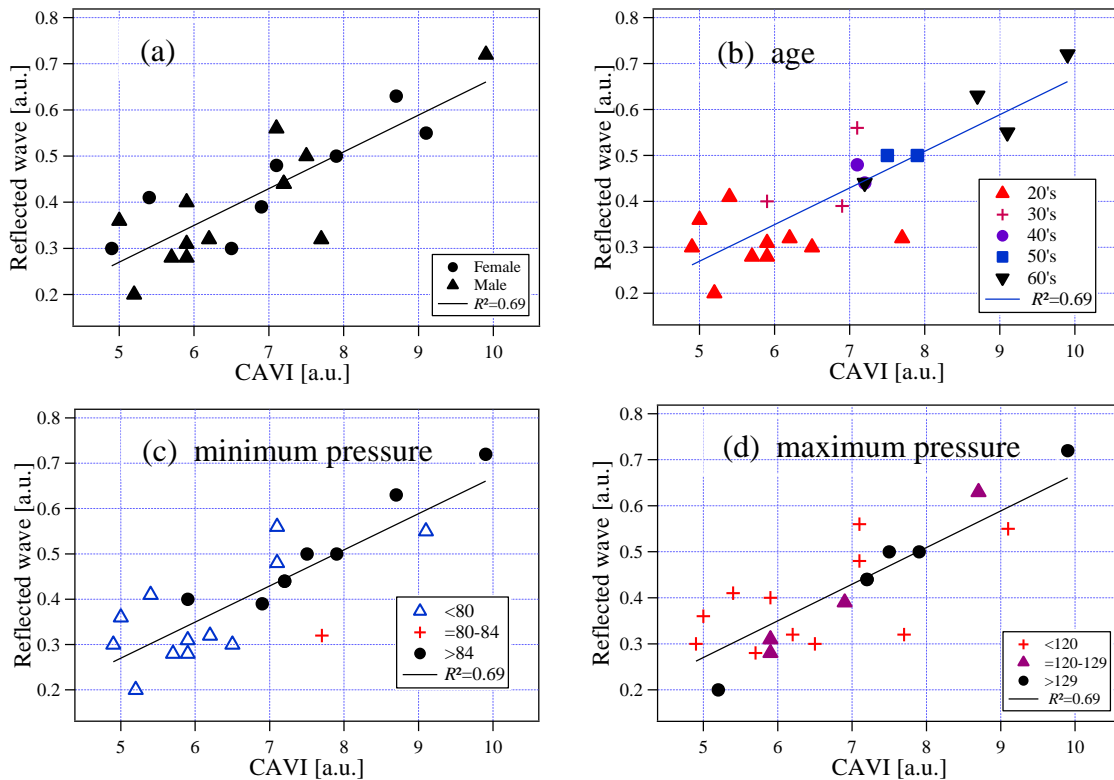 (a)
Reflected wave [a.u.]
0.8
0.7
0.6
0.5
0.4
0.3
0.2
Female
Male
R²=0.69
5 6 7 8 9 10
CAVI [a.u.]
(b) age
Reflected wave [a.u.]
0.8
0.7
0.6
0.5
0.4
0.3
0.2
20's
30's
40's
50's
60's
R²=0.69
5 6 7 8 9 10
CAVI [a.u.]
(c) minimum pressure
Reflected wave [a.u.]
0.8
0.7
0.6
0.5
0.4
0.3
0.2
<80
=80-84
>84
R²=0.69
5 6 7 8 9 10
CAVI [a.u.]
(d) maximum pressure
Reflected wave [a.u.]
0.8
0.7
0.6
0.5
0.4
0.3
0.2
<120
=120-129
>129
R²=0.69
5 6 7 8 9 10
CAVI [a.u.]